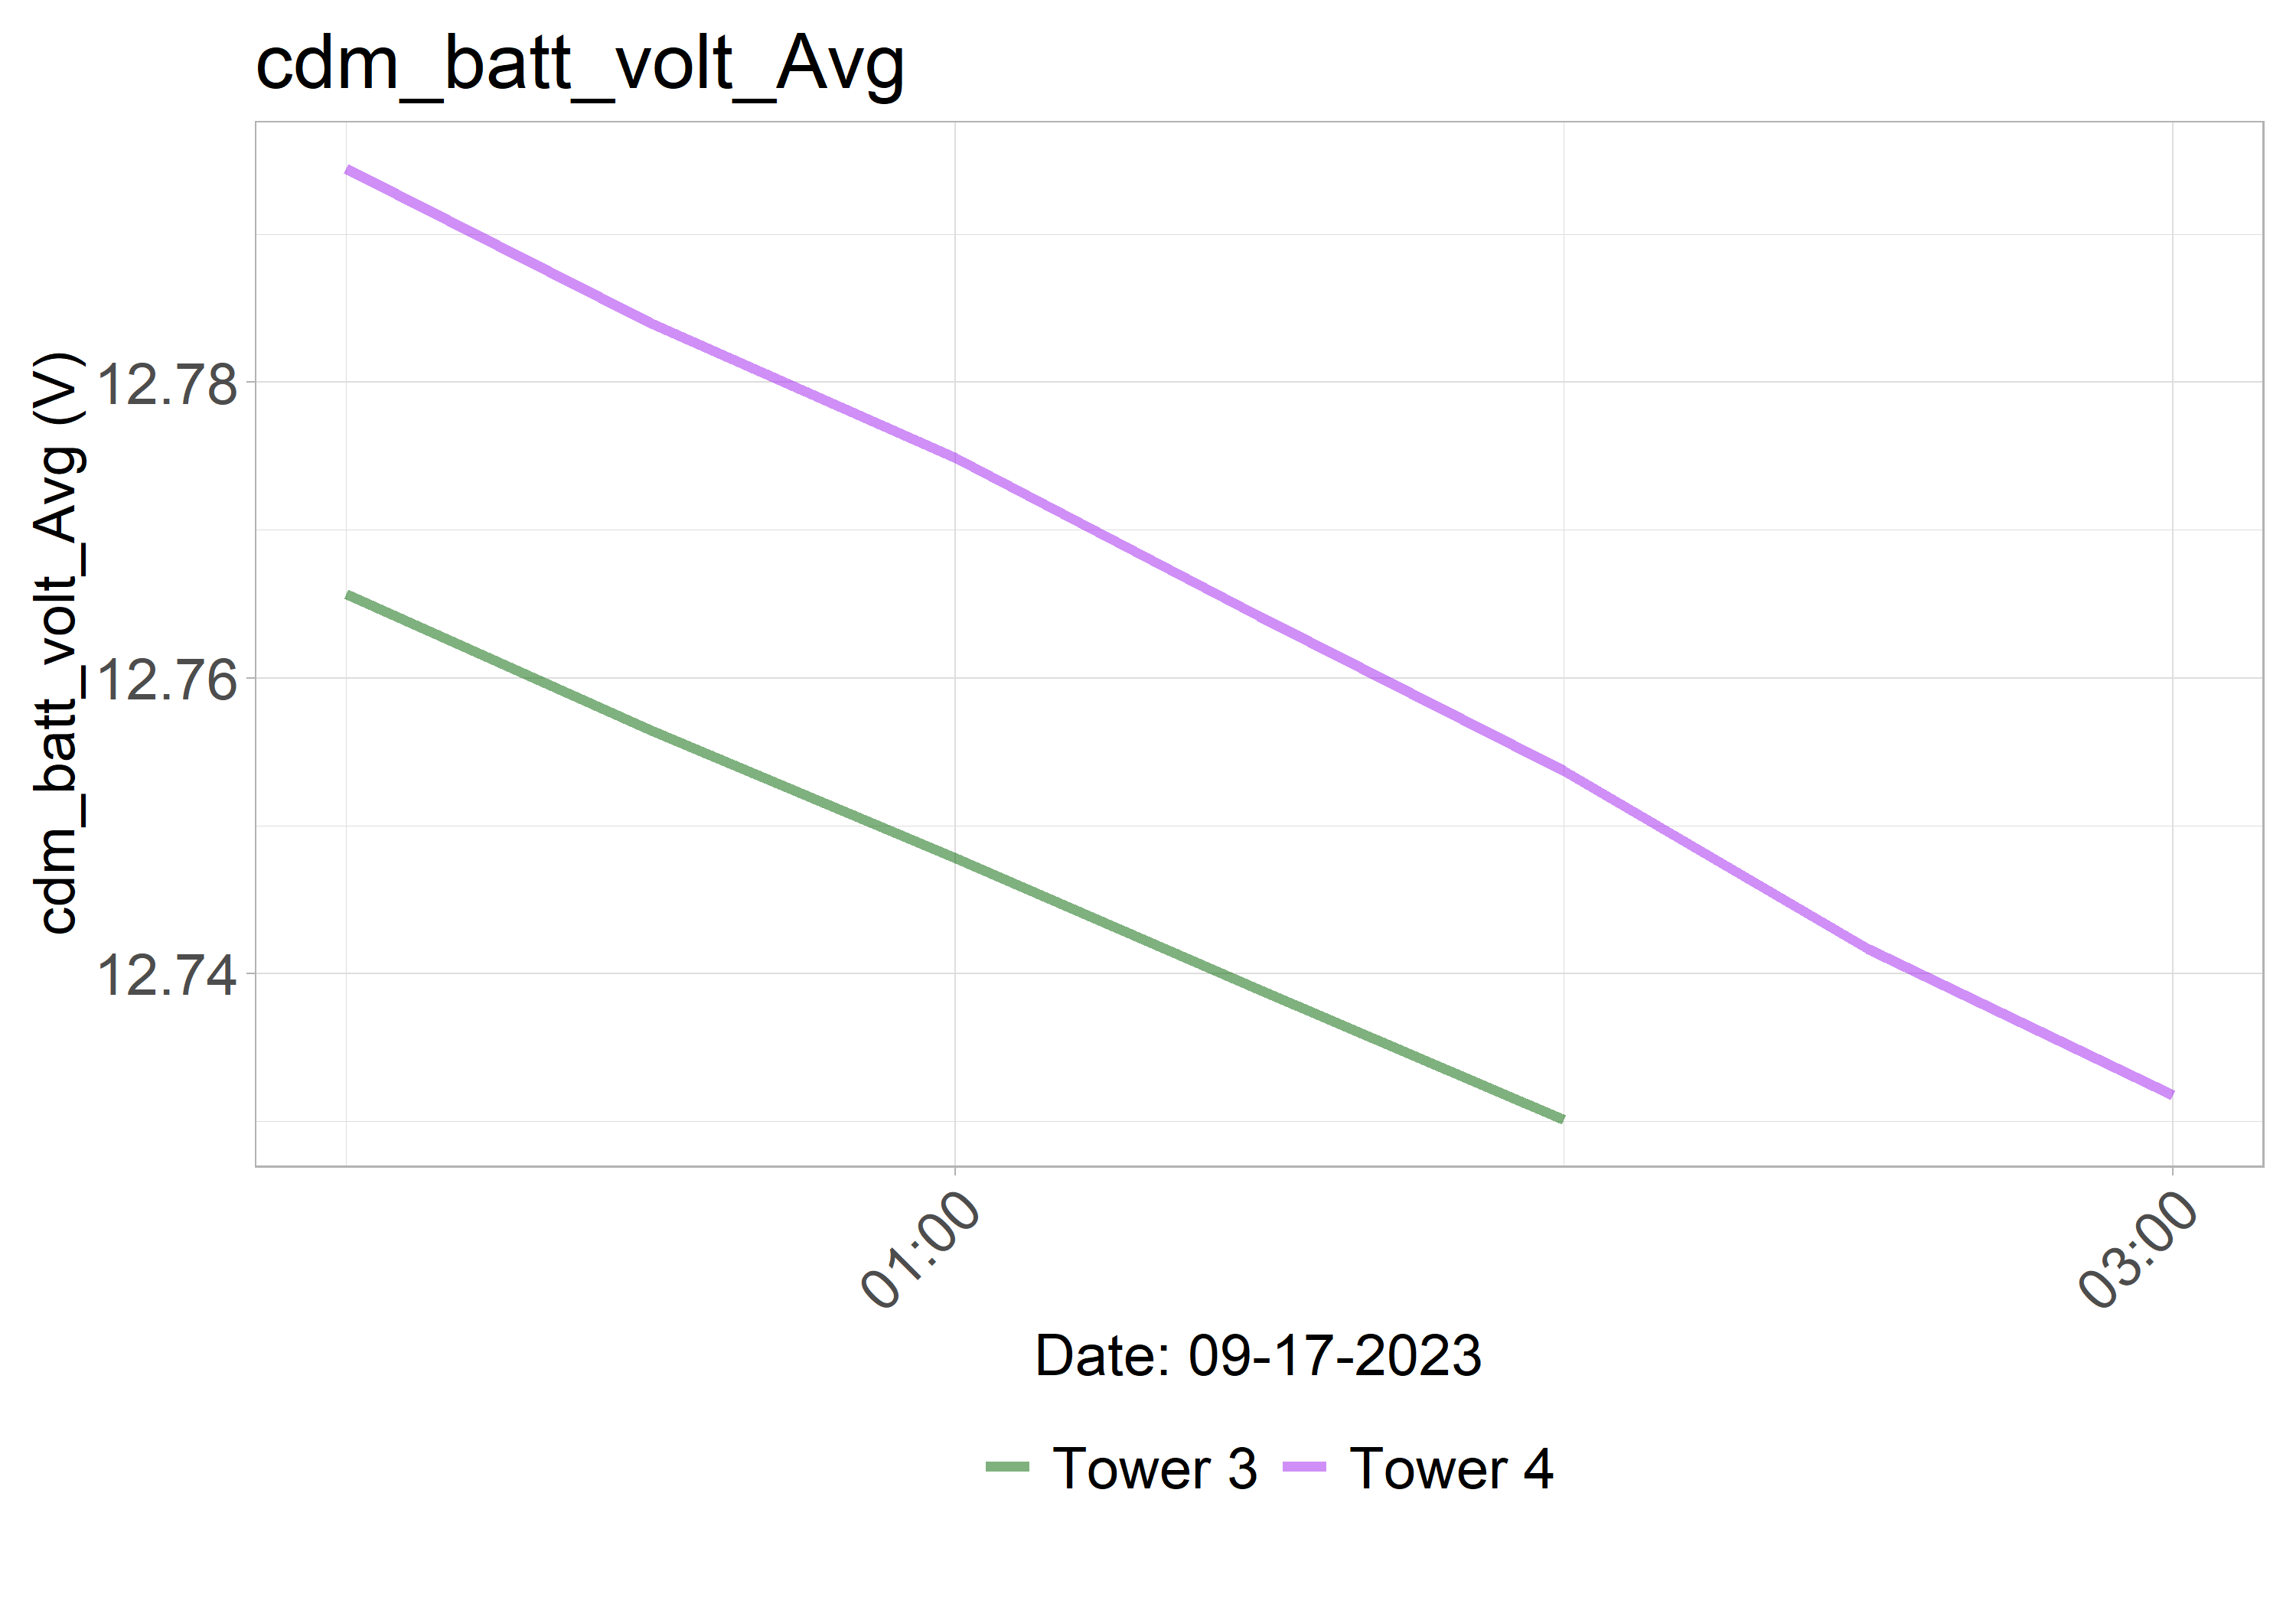 cdm_batt_volt_Avg
cdm_batt_volt_Avg (V)
12.78
12.76
12.74
01:00
03:00
Date: 09-17-2023
Tower 3
Tower 4